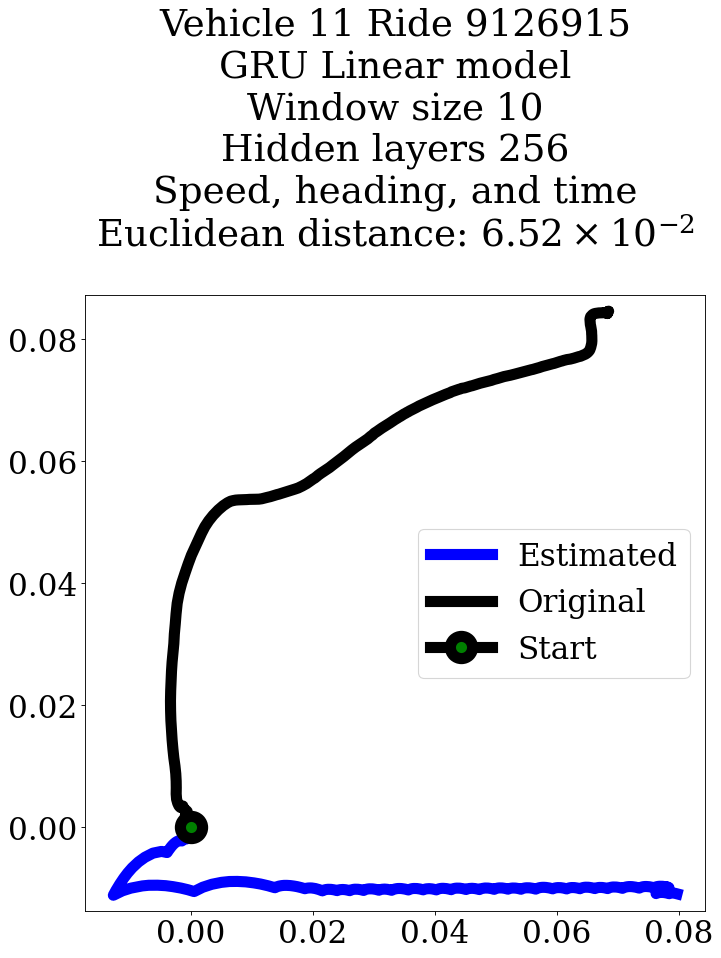 Vehicle 11 Ride 9126915
GRU Linear model
Window size 10
Hidden layers 256
Speed, heading, and time
Euclidean distance: 6.52 × 10⁻²
0.08
0.06
0.04
0.02
0.00
Estimated
Original
Start
0.00 0.02 0.04 0.06 0.08